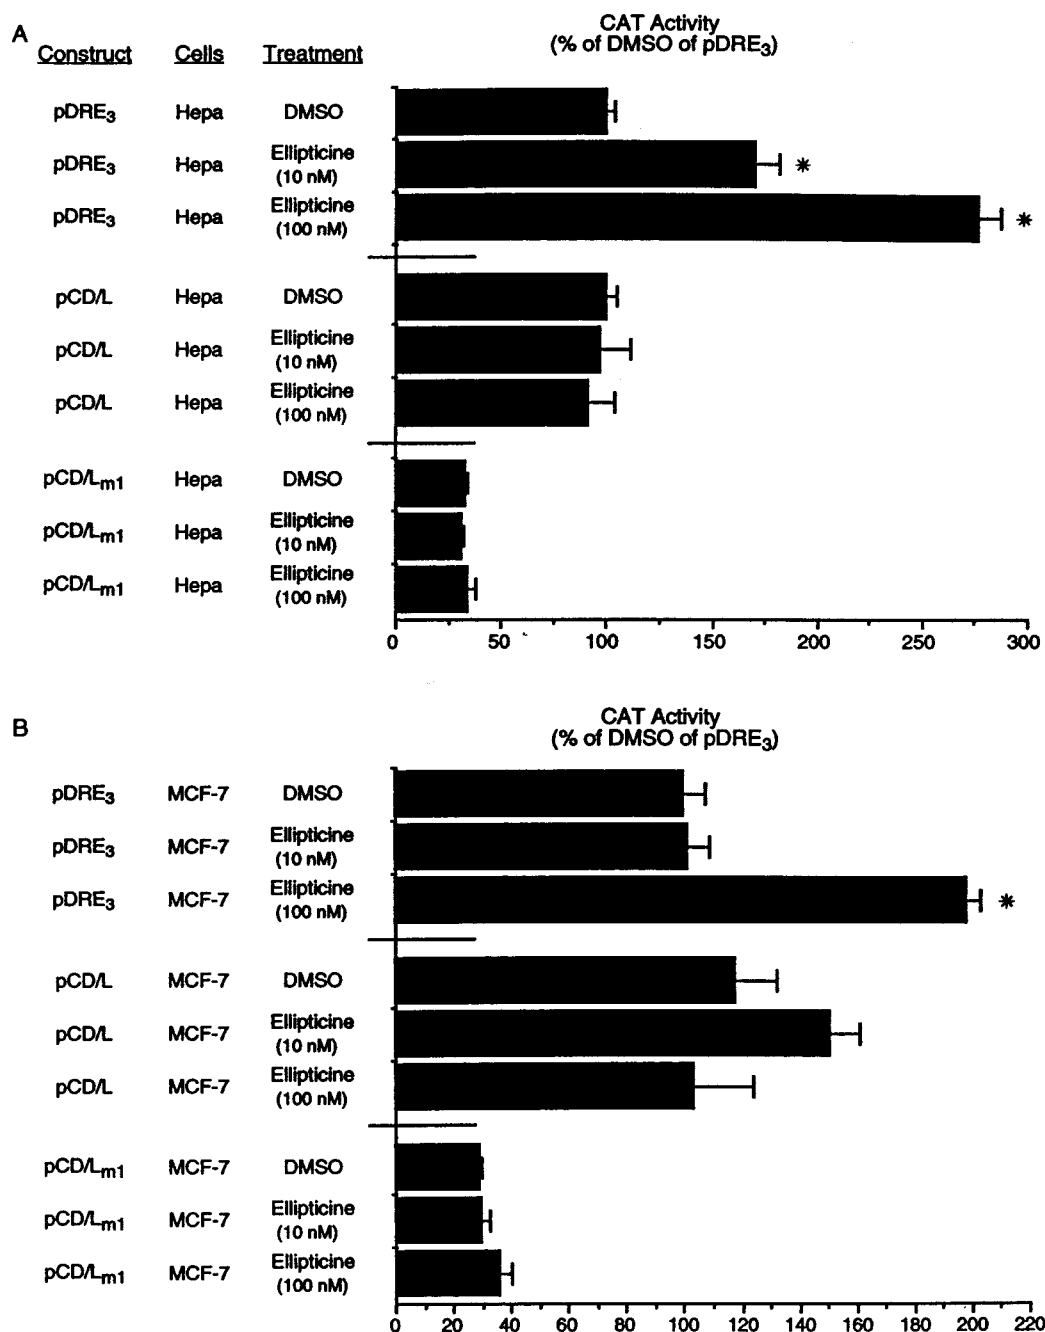 A
CAT Activity
(% of DMSO of pDRE3)
Construct Cells Treatment
pDRE3 Hepa DMSO
pDRE3 Hepa Ellipticine
(10 nM) *
pDRE3 Hepa Ellipticine
(100 nM) *
pCD/L Hepa DMSO
pCD/L Hepa Ellipticine
(10 nM)
pCD/L Hepa Ellipticine
(100 nM)
pCD/Lm1 Hepa DMSO
pCD/Lm1 Hepa Ellipticine
(10 nM)
pCD/Lm1 Hepa Ellipticine
(100 nM)
0 50 100 150 200 250 300
B
CAT Activity
(% of DMSO of pDRE3)
pDRE3 MCF-7 DMSO
pDRE3 MCF-7 Ellipticine
(10 nM)
pDRE3 MCF-7 Ellipticine
(100 nM) *
pCD/L MCF-7 DMSO
pCD/L MCF-7 Ellipticine
(10 nM)
pCD/L MCF-7 Ellipticine
(100 nM)
pCD/Lm1 MCF-7 DMSO
pCD/Lm1 MCF-7 Ellipticine
(10 nM)
pCD/Lm1 MCF-7 Ellipticine
(100 nM)
0 20 40 60 80 100 120 140 160 180 200 220